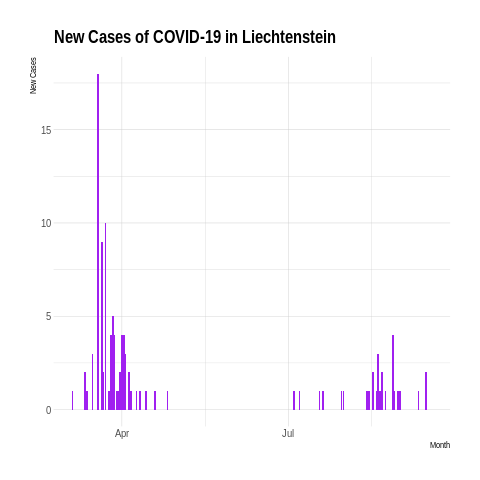 New Cases of COVID-19 in Liechtenstein
New Cases
15
10
5
0
Apr
Jul
Month